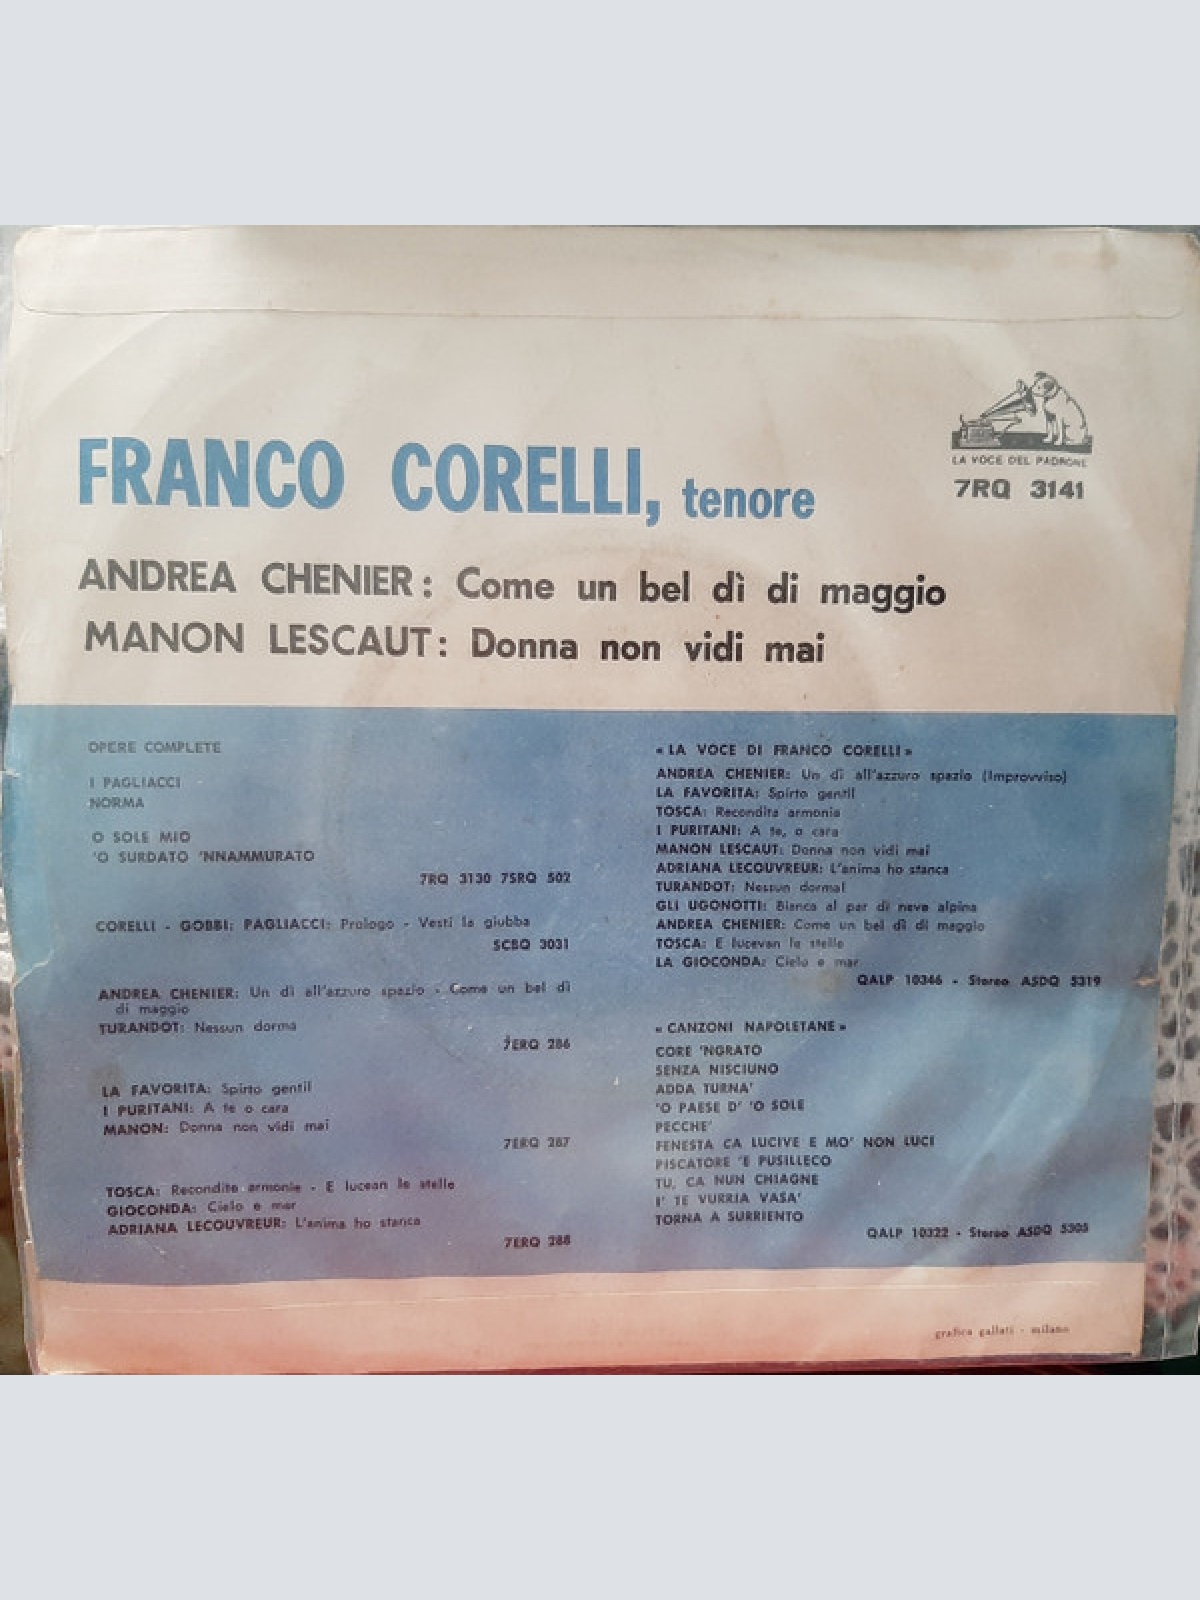 LA VOCE DEL PADRONE
7RQ 3141
FRANCO CORELLI, tenore
ANDREA CHENIER: Come un bel dì di maggio
MANON LESCAUT: Donna non vidi mai
OPERE COMPLETE
I PAGLIACCI
NORMA
O SOLE MIO
'O SURDATO 'NNAMMURATO
7RQ 3130 7SRQ 502
CORELLI - GOBBI: PAGLIACCI: Prologo - Vesti la giubba
SCBQ 3031
ANDREA CHENIER: Un dì all'azzuro spazio - Come un bel dì
di maggio
TURANDOT: Nessun dorma
7ERQ 286
LA FAVORITA: Spirto gentil
I PURITANI: A te o cara
MANON: Donna non vidi mai
7ERQ 287
TOSCA: Recondite armonie - E lucean le stelle
GIOCONDA: Cielo e mar
ADRIANA LECOUVREUR: L'anima ho stanca
7ERQ 288
« LA VOCE DI FRANCO CORELLI »
ANDREA CHENIER: Un dì all'azzuro spazio (Improvviso)
LA FAVORITA: Spirto gentil
TOSCA: Recondita armonia
I PURITANI: A te, o cara
MANON LESCAUT: Donna non vidi mai
ADRIANA LECOUVREUR: L'anima ho stanca
TURANDOT: Nessun dorma!
GLI UGONOTTI: Bianca al par di neve alpina
ANDREA CHENIER: Come un bel dì di maggio
TOSCA: E lucevan le stelle
LA GIOCONDA: Cielo e mar
QALP 10346 - Stereo ASDQ 5319
« CANZONI NAPOLETANE »
CORE 'NGRATO
SENZA NISCIUNO
ADDA TURNA'
'O PAESE D' 'O SOLE
PECCHE'
FENESTA CA LUCIVE E MO' NON LUCI
PISCATORE 'E PUSILLECO
TU, CA NUN CHIAGNE
I' TE VURRIA VASA'
TORNA A SURRIENTO
QALP 10322 - Stereo ASDQ 5305
grafica gallati - milano